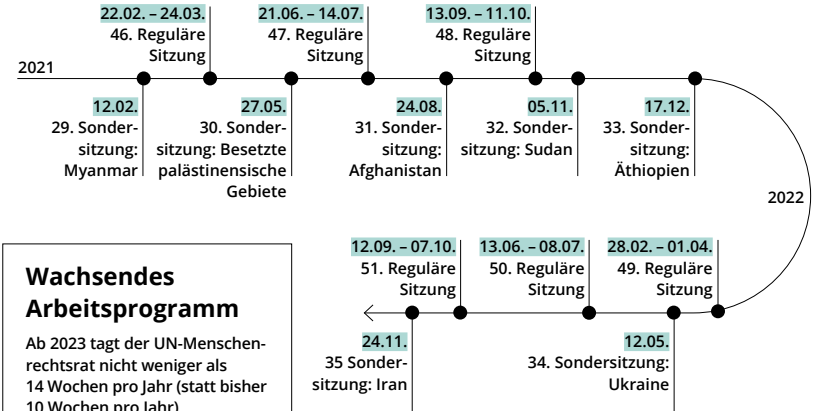 22.02. – 24.03.
46. Reguläre
Sitzung
21.06. – 14.07.
47. Reguläre
Sitzung
13.09. – 11.10.
48. Reguläre
Sitzung
2021
12.02.
29. Sonder-
sitzung:
Myanmar
27.05.
30. Sonder-
sitzung: Besetzte
palästinensische
Gebiete
24.08.
31. Sonder-
sitzung:
Afghanistan
05.11.
32. Sonder-
sitzung: Sudan
17.12.
33. Sonder-
sitzung:
Äthiopien
2022
28.02. – 01.04.
49. Reguläre
Sitzung
13.06. – 08.07.
50. Reguläre
Sitzung
12.09. – 07.10.
51. Reguläre
Sitzung
12.05.
34. Sondersitzung:
Ukraine
24.11.
35 Sonder-
sitzung: Iran
Wachsendes
Arbeitsprogramm
Ab 2023 tagt der UN-Menschen-
rechtsrat nicht weniger als
14 Wochen pro Jahr (statt bisher
10 Wochen pro Jahr)